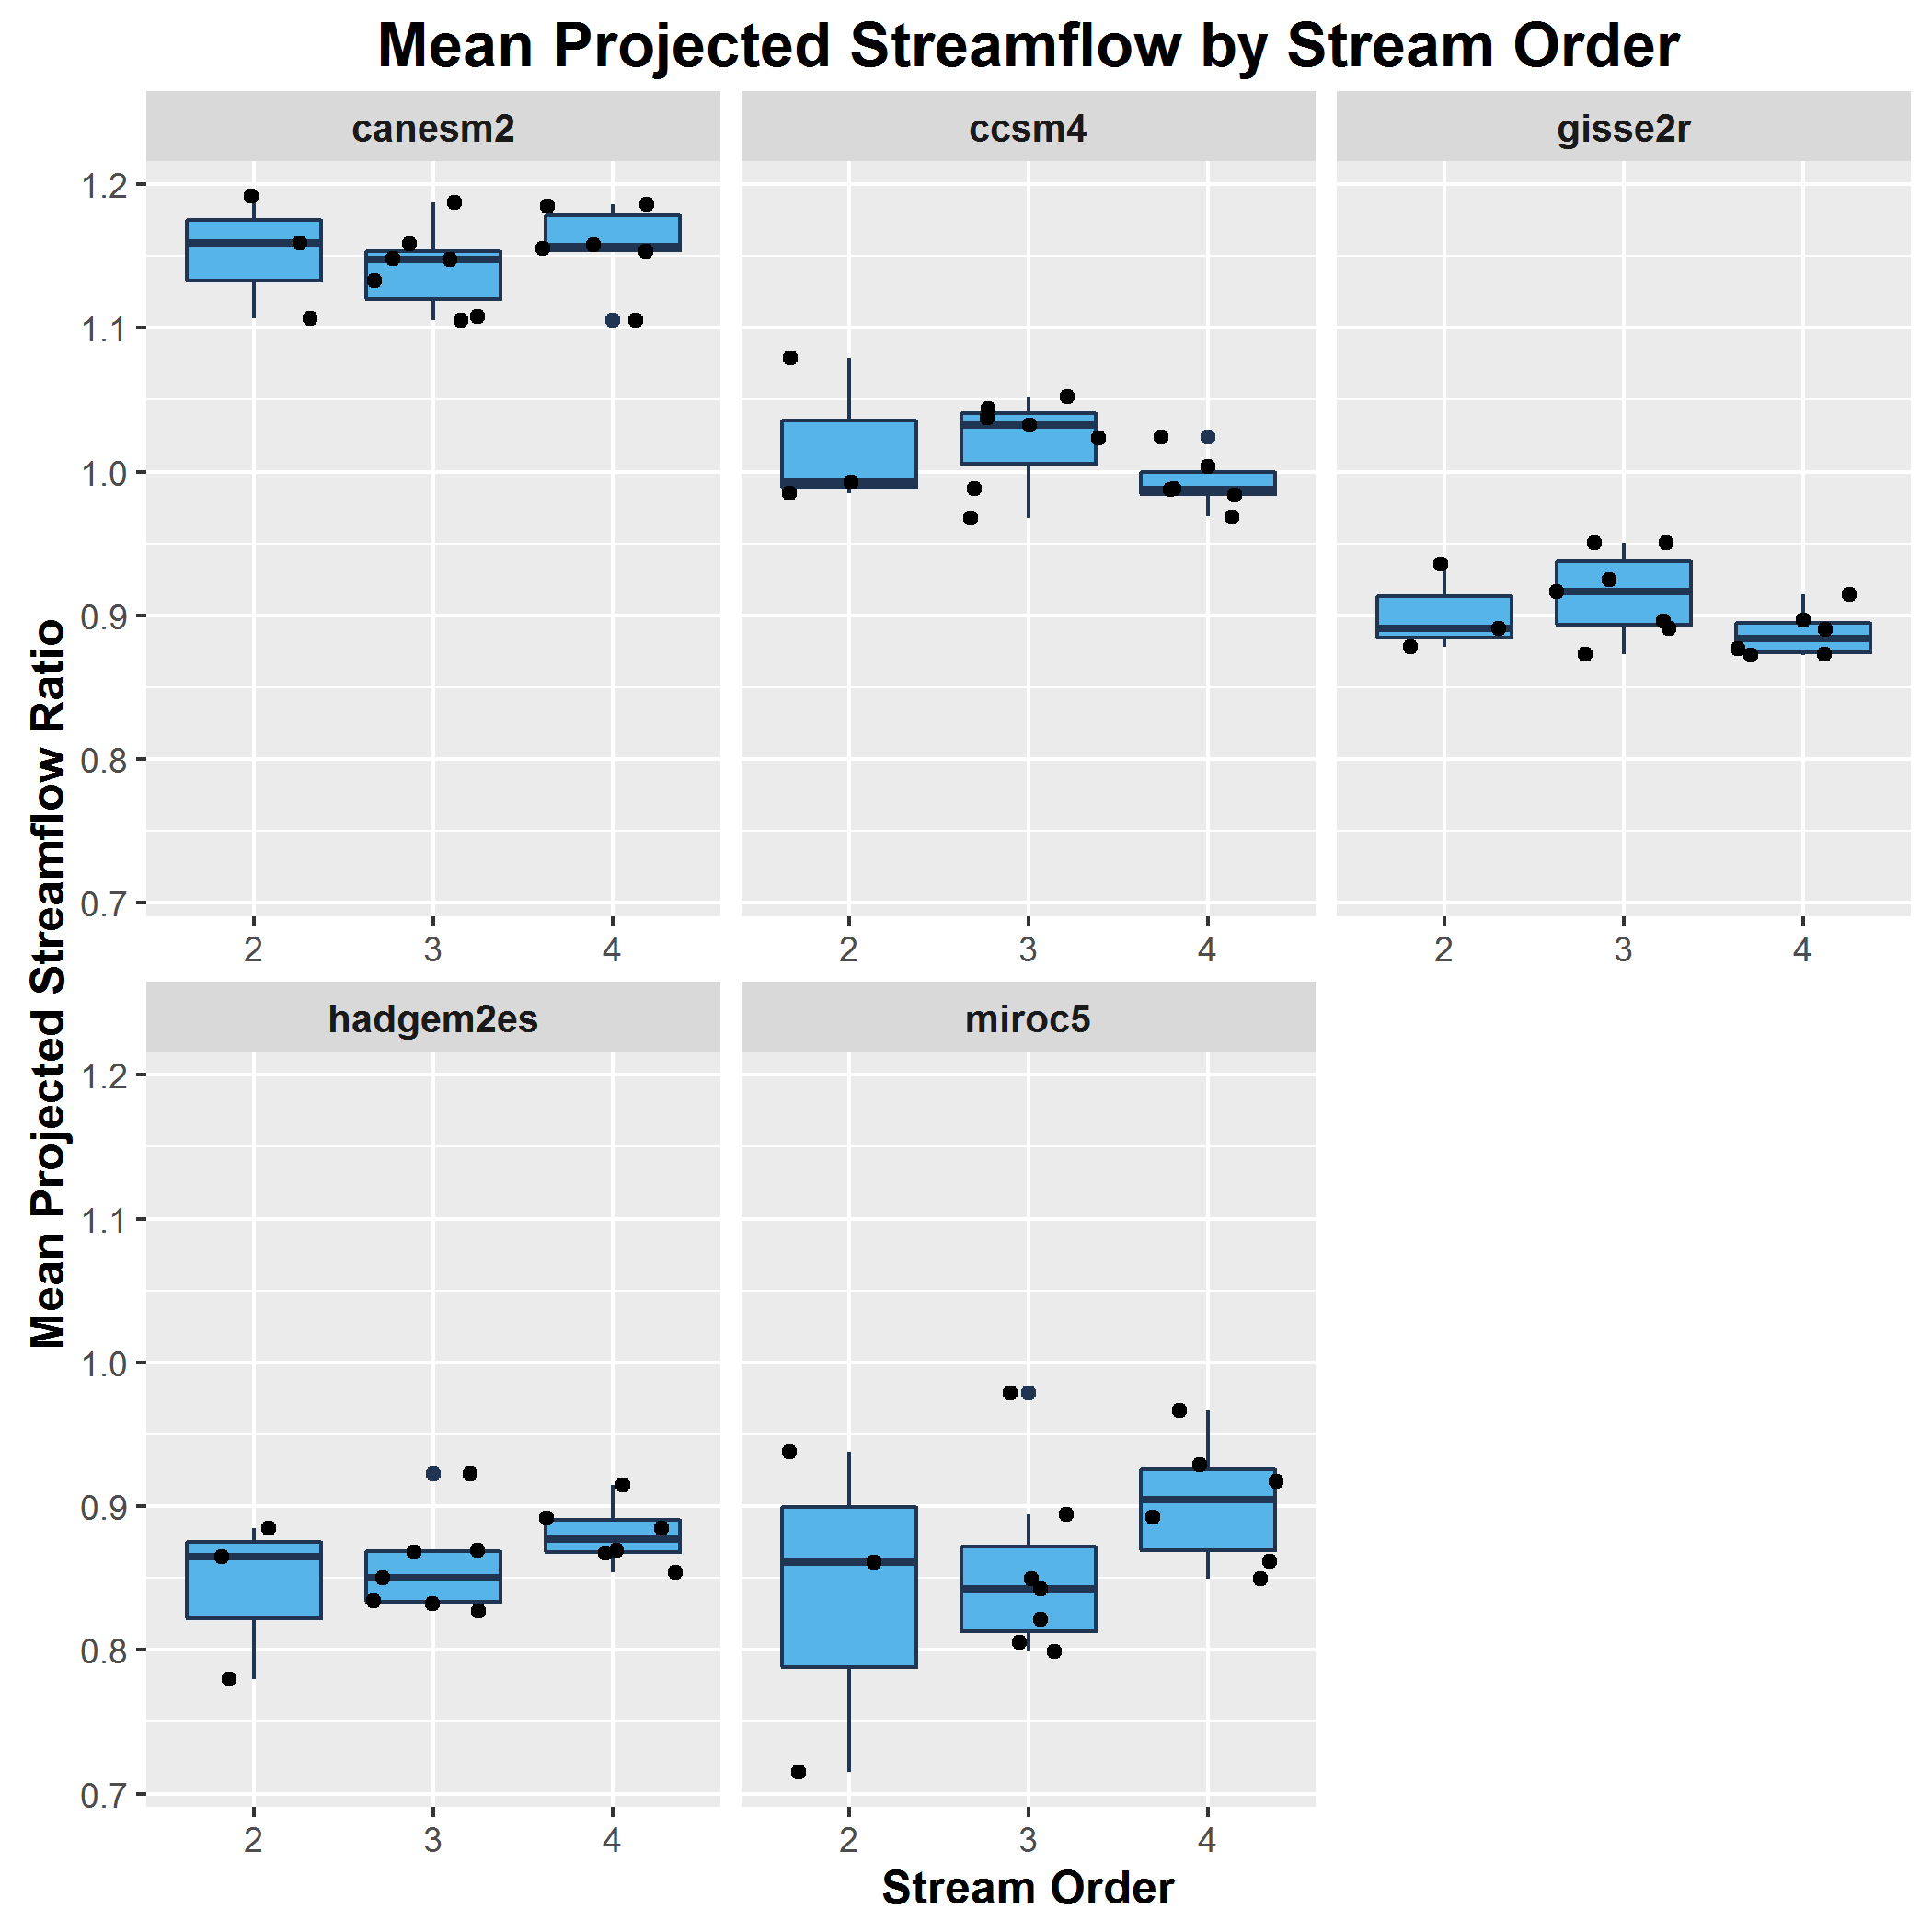 Mean Projected Streamflow by Stream Order
canesm2
ccsm4
gisse2r
1.2
1.1
1.0
0.9
0.8
0.7
2 3 4
2 3 4
2 3 4
Mean Projected Streamflow Ratio
hadgem2es
miroc5
1.2
1.1
1.0
0.9
0.8
0.7
2 3 4
2 3 4
Stream Order